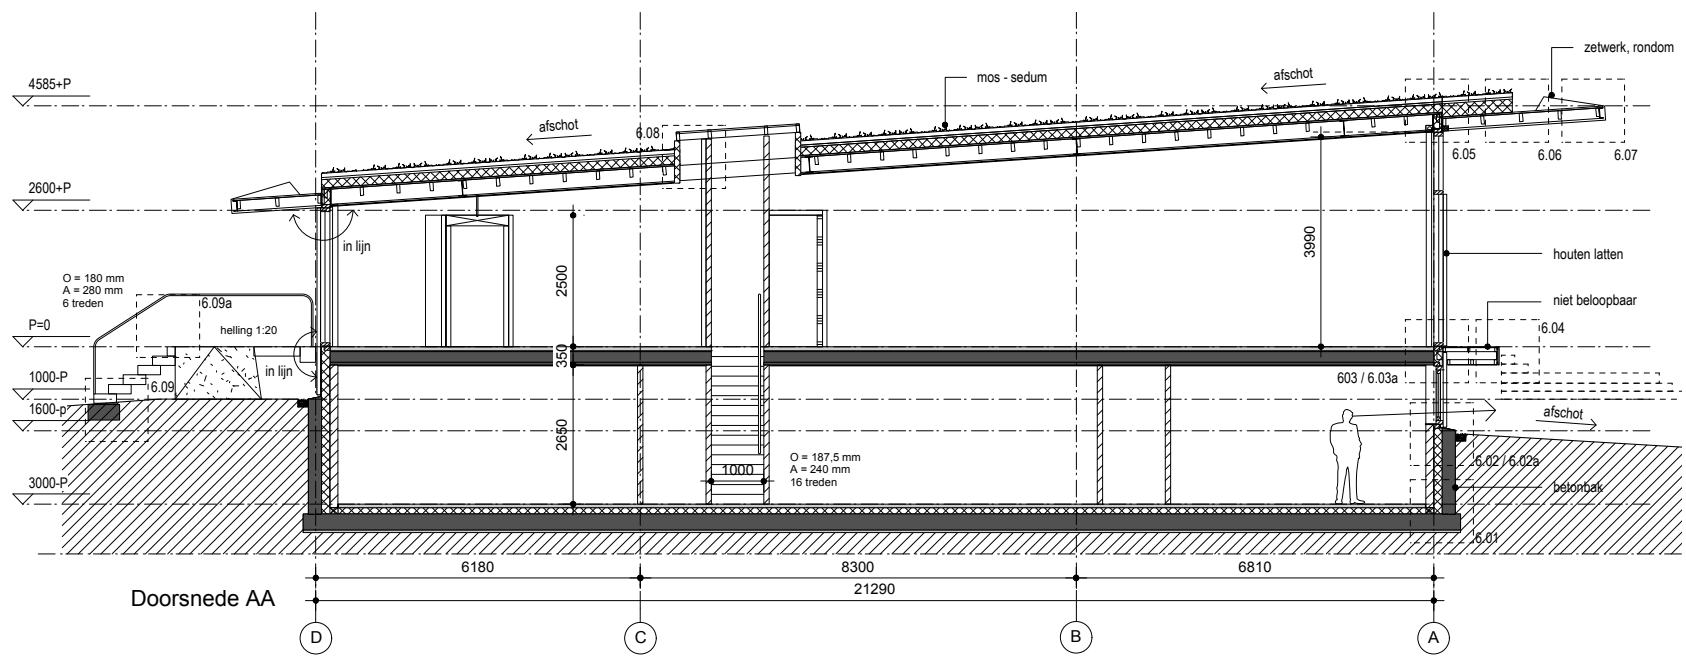 zetwerk, rondom
afschot
mos - sedum
4585+P
afschot
6.08
6.05
6.06
6.07
2600+P
in lijn
3990
houten latten
O = 180 mm
A = 280 mm
6 treden
2500
6.09a
niet beloopbaar
P=0
helling 1:20
6.04
350
in lijn
603 / 6.03a
1000-P
6.09
1600-p
afschot
2650
O = 187,5 mm
A = 240 mm
16 treden
1000
6.02 / 6.02a
3000-P
betonbak
6.01
6180
8300
6810
21290
Doorsnede AA
D
C
B
A